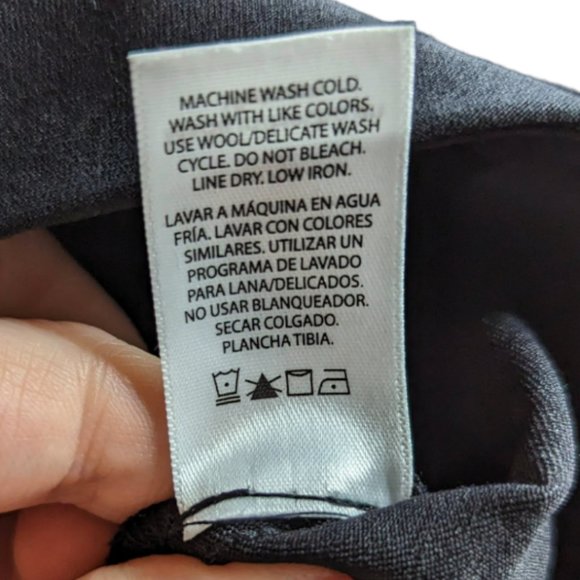 MACHINE WASH COLD.
WASH WITH LIKE COLORS.
USE WOOL/DELICATE WASH
CYCLE. DO NOT BLEACH.
LINE DRY. LOW IRON.
LAVAR A MÁQUINA EN AGUA
FRÍA. LAVAR CON COLORES
SIMILARES. UTILIZAR UN
PROGRAMA DE LAVADO
PARA LANA/DELICADOS.
NO USAR BLANQUEADOR.
SECAR COLGADO.
PLANCHA TIBIA.